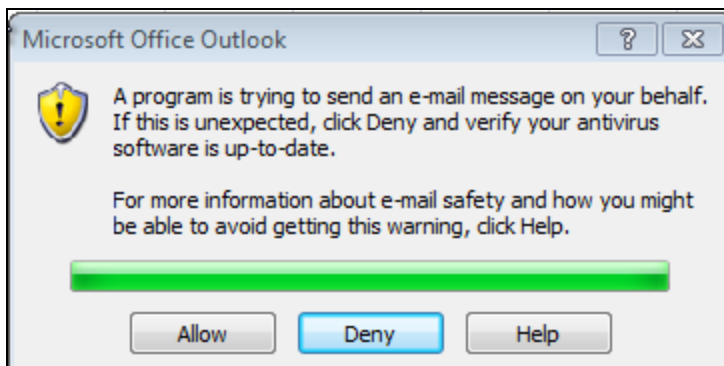 Microsoft Office Outlook
A program is trying to send an e-mail message on your behalf.
If this is unexpected, click Deny and verify your antivirus
software is up-to-date.
For more information about e-mail safety and how you might
be able to avoid getting this warning, click Help.
Allow Deny Help